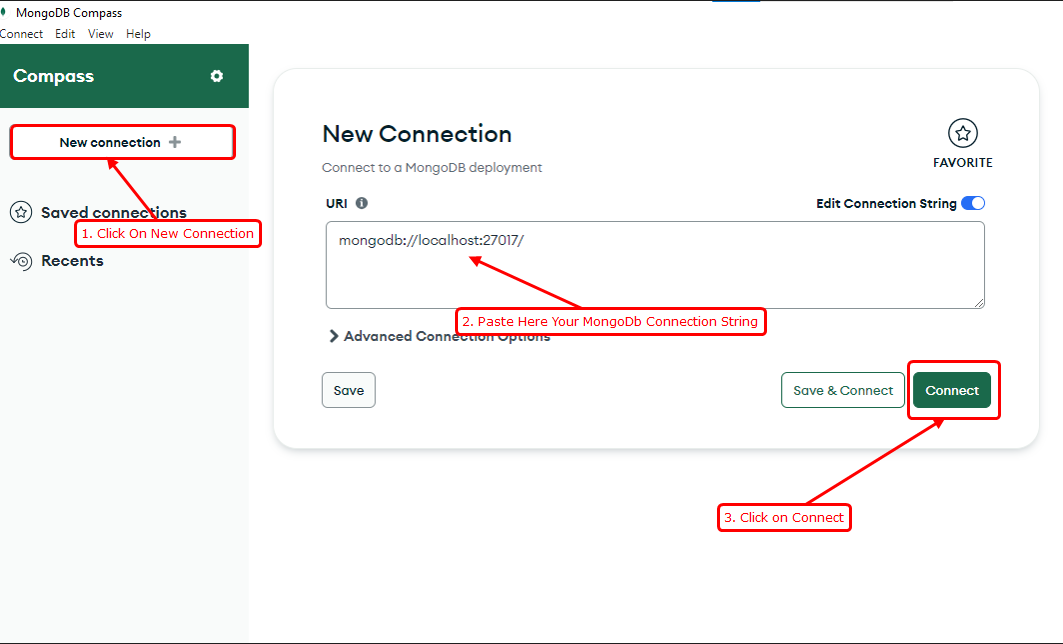 MongoDB Compass
Connect Edit View Help
Compass
New connection +
Saved connections
1. Click On New Connection
Recents
New Connection
Connect to a MongoDB deployment
FAVORITE
URI
Edit Connection String
mongodb://localhost:27017/
2. Paste Here Your MongoDb Connection String
Advanced Connection Options
Save
Save & Connect
Connect
3. Click on Connect